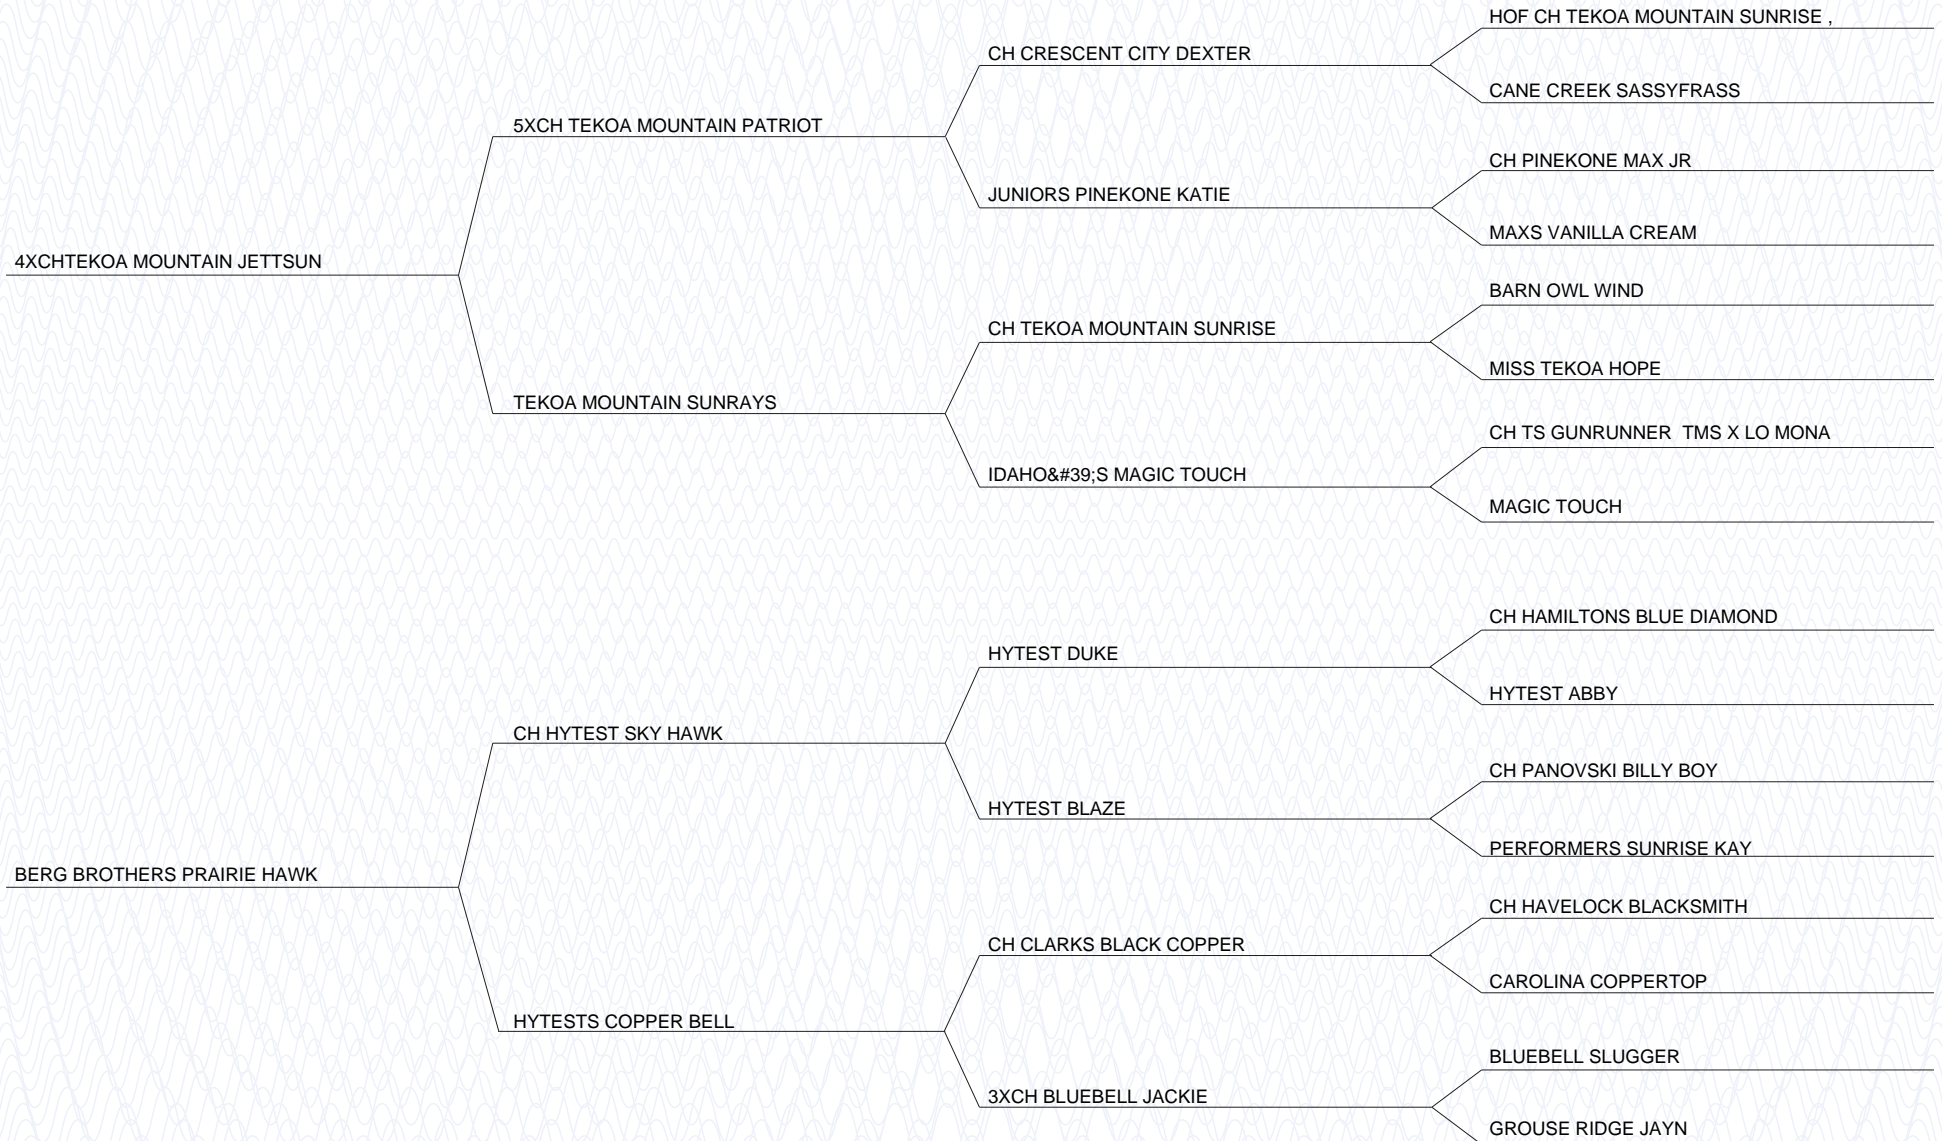 HOF CH TEKOA MOUNTAIN SUNRISE ,
CH CRESCENT CITY DEXTER
CANE CREEK SASSYFRASS
5XCH TEKOA MOUNTAIN PATRIOT
CH PINEKONE MAX JR
JUNIORS PINEKONE KATIE
MAXS VANILLA CREAM
4XCHTEKOA MOUNTAIN JETTSUN
BARN OWL WIND
CH TEKOA MOUNTAIN SUNRISE
MISS TEKOA HOPE
TEKOA MOUNTAIN SUNRAYS
CH TS GUNRUNNER  TMS X LO MONA
IDAHO&#39;S MAGIC TOUCH
MAGIC TOUCH
CH HAMILTONS BLUE DIAMOND
HYTEST DUKE
HYTEST ABBY
CH HYTEST SKY HAWK
CH PANOVSKI BILLY BOY
HYTEST BLAZE
PERFORMERS SUNRISE KAY
BERG BROTHERS PRAIRIE HAWK
CH HAVELOCK BLACKSMITH
CH CLARKS BLACK COPPER
CAROLINA COPPERTOP
HYTESTS COPPER BELL
BLUEBELL SLUGGER
3XCH BLUEBELL JACKIE
GROUSE RIDGE JAYN